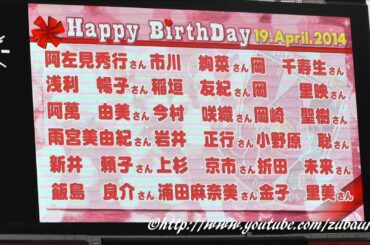 Happy BirthDay 19.April.2014
阿左見秀行さん 市川 絢菜さん 岡 千寿生さん
浅利 暢子さん 稲垣 友紀さん 岡 里映さん
阿萬 由美さん 今村 咲織さん 岡崎 聖樹さん
雨宮美由紀さん 岩井 正行さん 小野原 聡さん
新井 頼子さん 上杉 京市さん 折田 未来さん
飯島 良介さん 浦田麻奈美さん 金子 里美さん
©http://www.youtube.com/zubaar